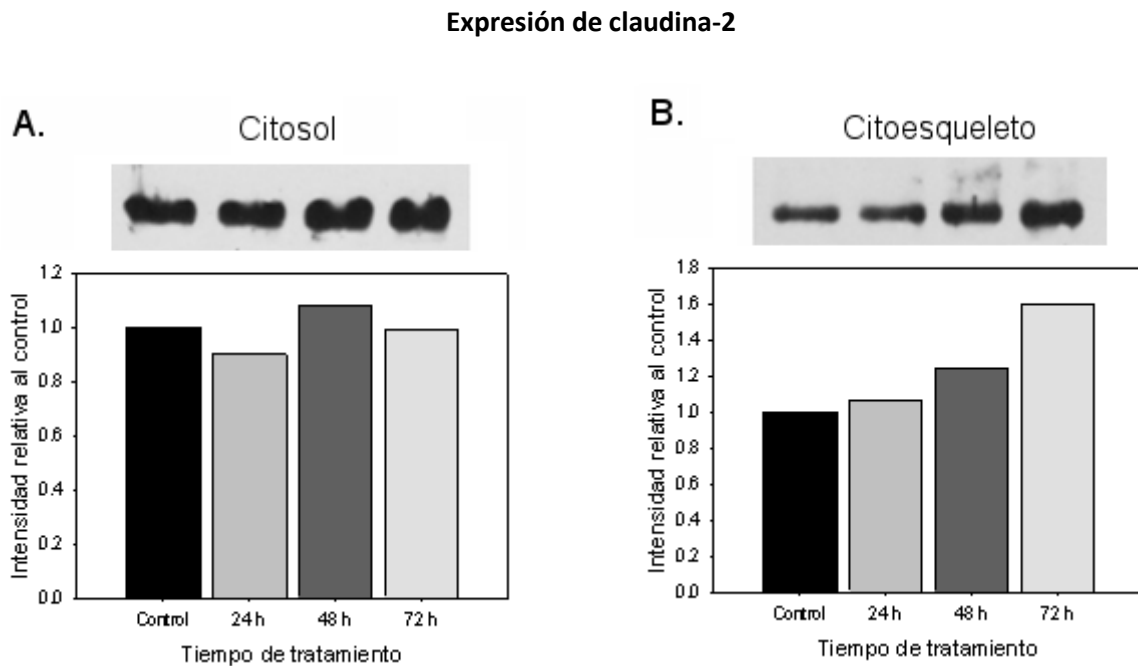 Expresión de claudina-2
A.
Citosol
Intensidad relativa al control
1.2
1.0
0.8
0.6
0.4
0.2
0.0
Control 24 h 48 h 72 h
Tiempo de tratamiento
B.
Citoesqueleto
Intensidad relativa al control
1.8
1.6
1.4
1.2
1.0
0.8
0.6
0.4
0.2
0.0
Control 24 h 48 h 72 h
Tiempo de tratamiento